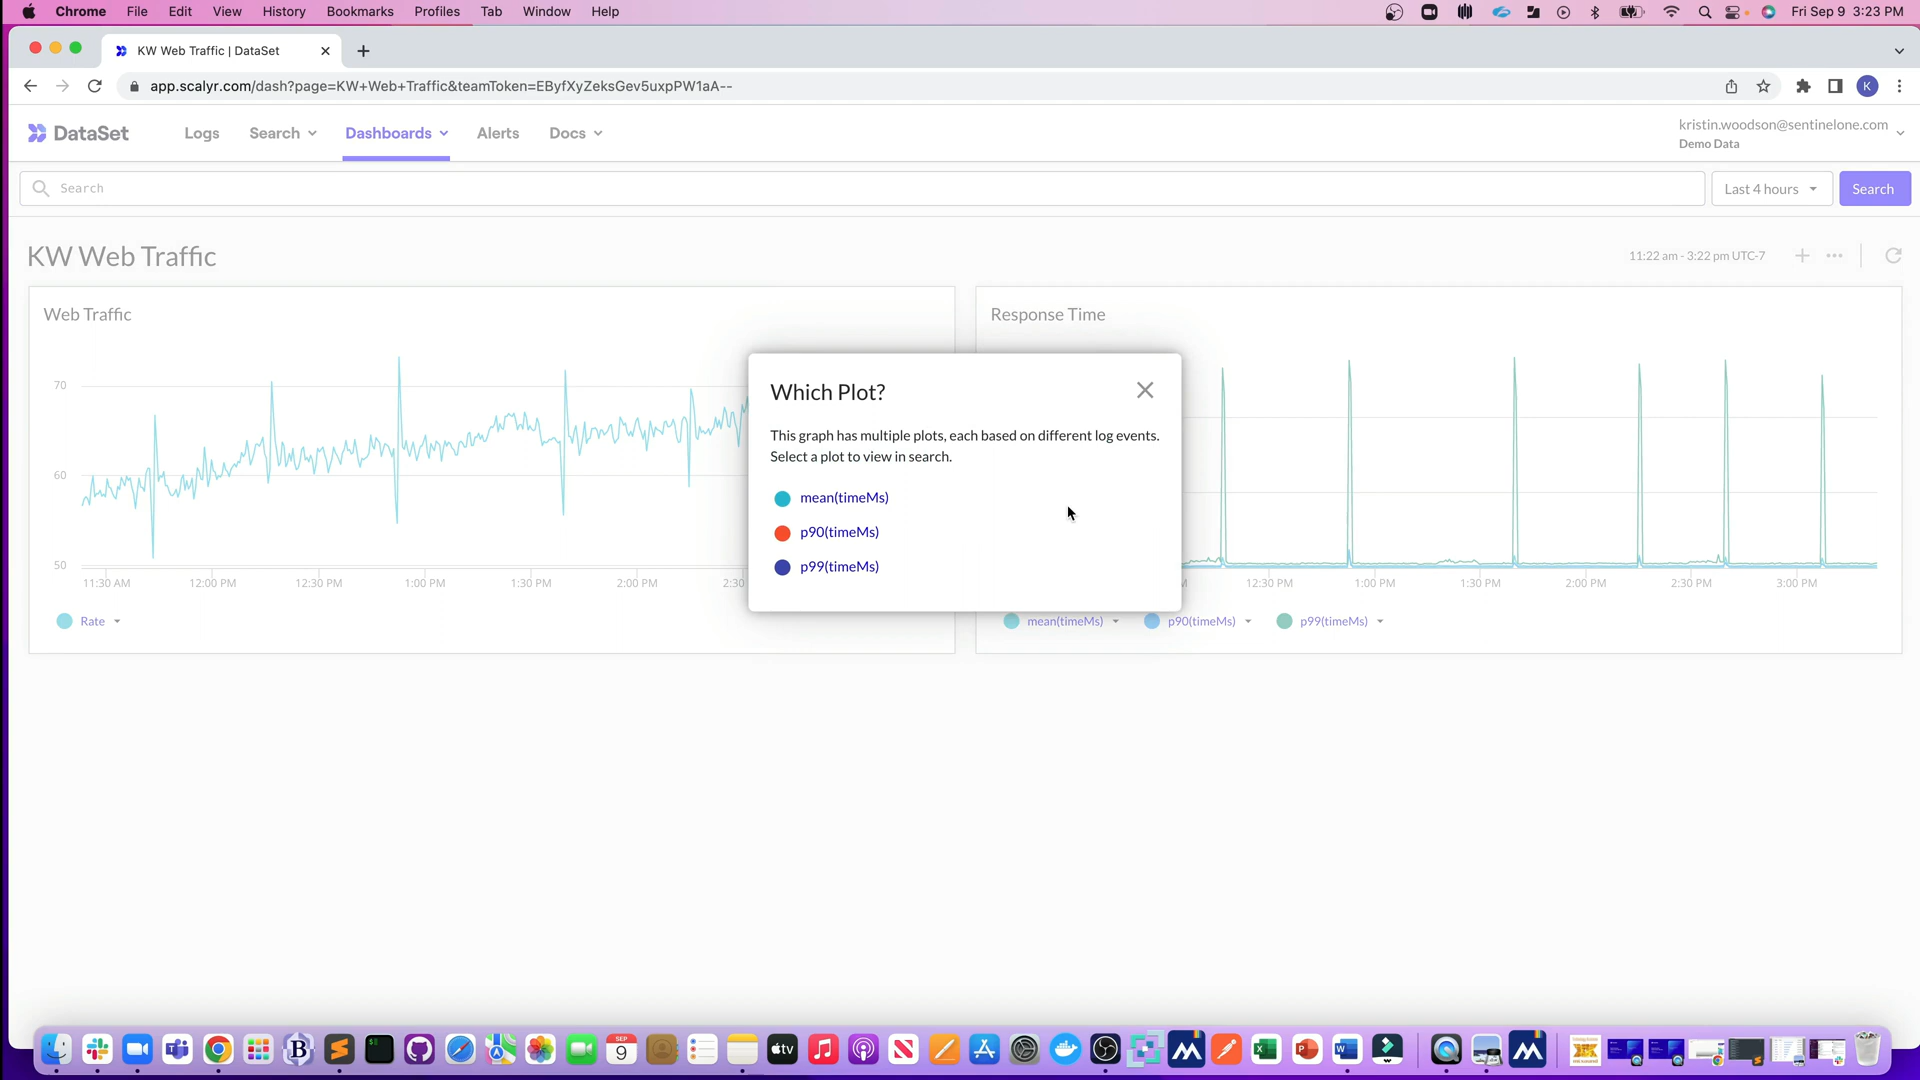 Chrome File Edit View History Bookmarks Profiles Tab Window Help Fri Sep 9 3:23 PM
KW Web Traffic | DataSet
app.scalyr.com/dash?page=KW+Web+Traffic&teamToken=EByfXyZeksGev5uxpPW1aA--
K
DataSet Logs Search Dashboards Alerts Docs
kristin.woodson@sentinelone.com
Demo Data
Search Last 4 hours Search
KW Web Traffic
11:22 am - 3:22 pm UTC-7
Web Traffic
70
60
50
11:30 AM 12:00 PM 12:30 PM 1:00 PM 1:30 PM 2:00 PM 2:30
Rate
Response Time
M 12:30 PM 1:00 PM 1:30 PM 2:00 PM 2:30 PM 3:00 PM
mean(timeMs) p90(timeMs) p99(timeMs)
Which Plot?
This graph has multiple plots, each based on different log events.
Select a plot to view in search.
mean(timeMs)
p90(timeMs)
p99(timeMs)
B
$
SEP
9
tv
X
P
W